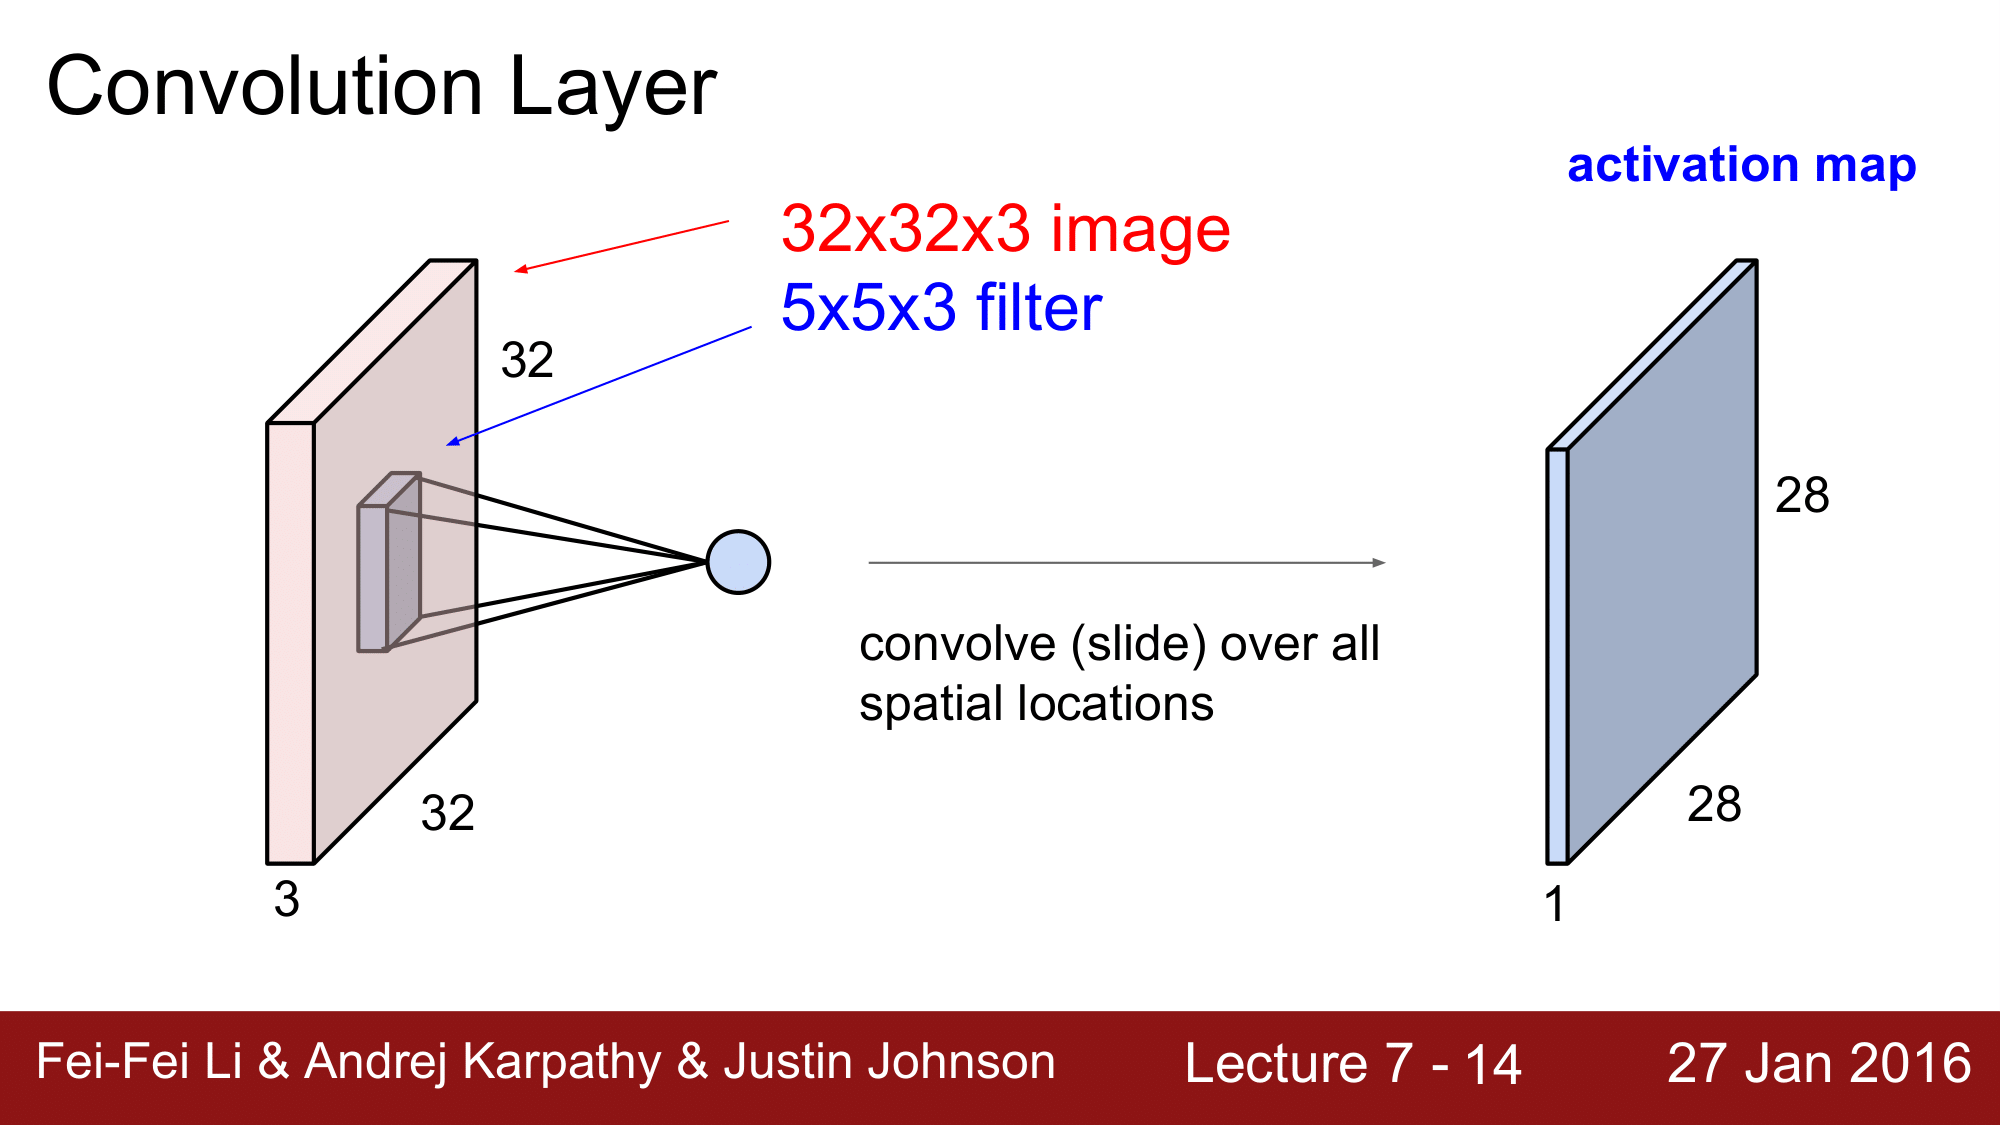 Convolution Layer
activation map
32x32x3 image
5x5x3 filter
32
28
convolve (slide) over all
spatial locations
32
28
3
1
Fei-Fei Li & Andrej Karpathy & Justin Johnson
Lecture 7 - 14
27 Jan 2016